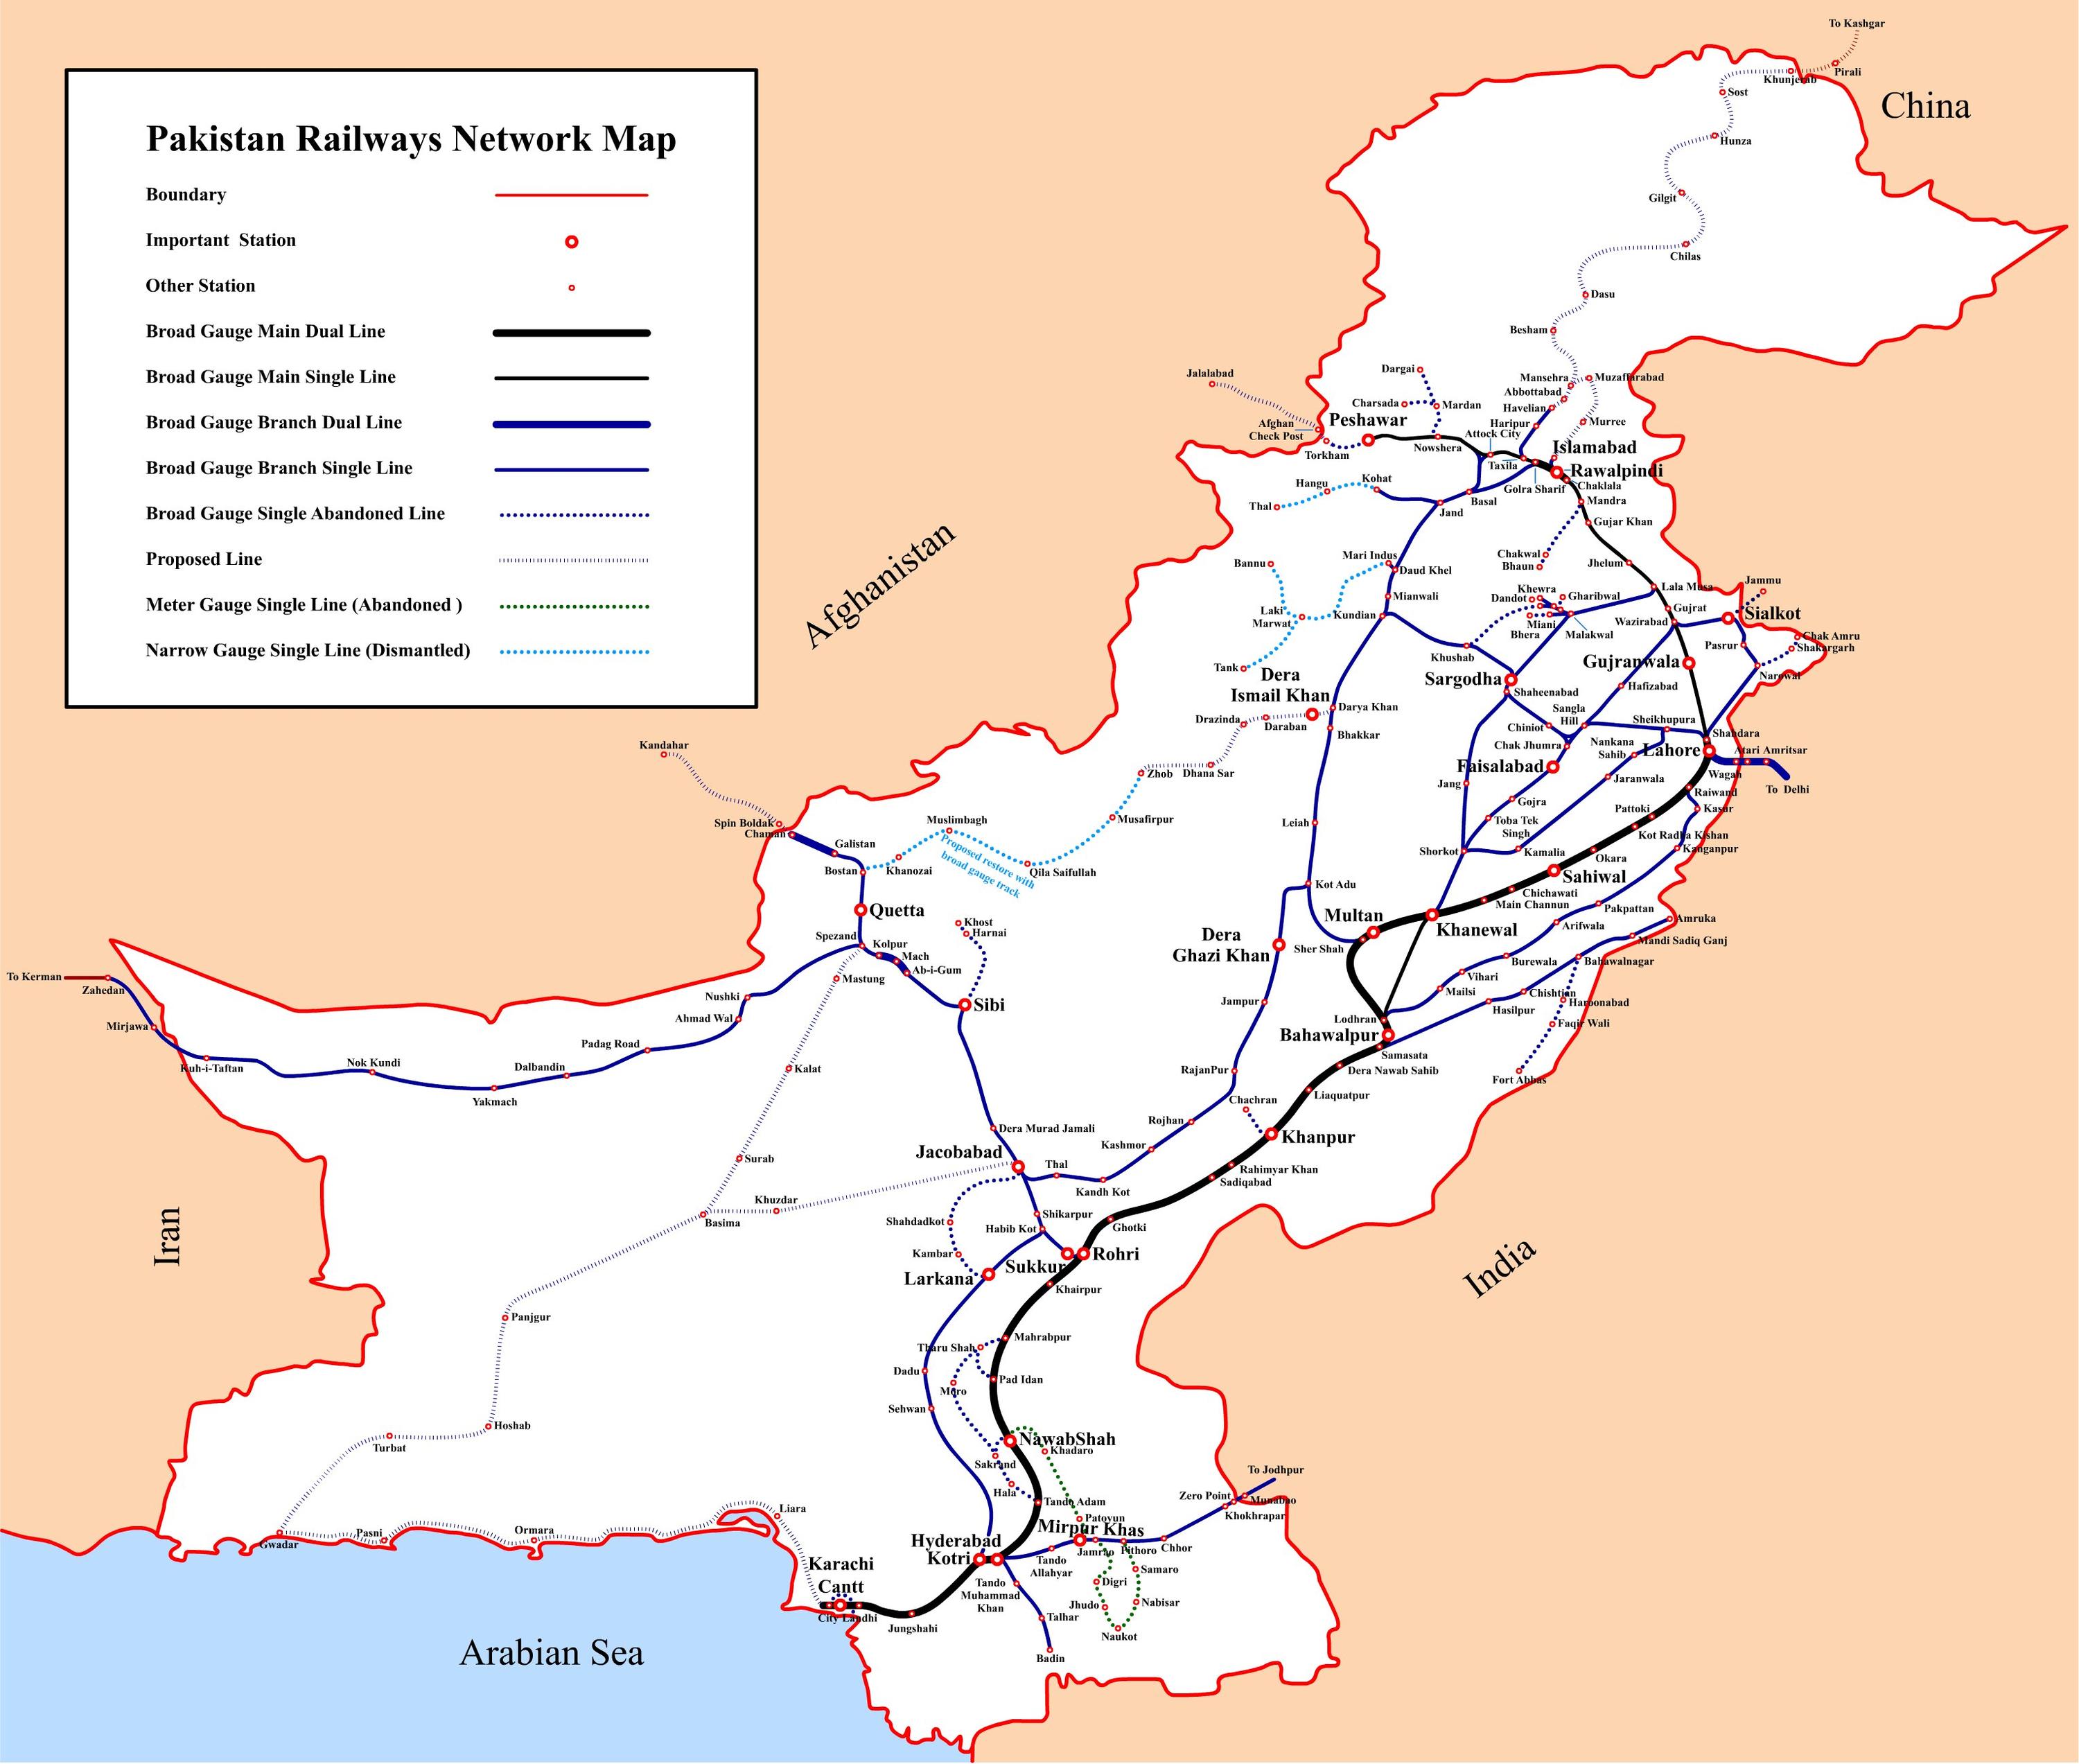 Pakistan Railways Network Map
Boundary
Important Station
Other Station
Broad Gauge Main Dual Line
Broad Gauge Main Single Line
Broad Gauge Branch Dual Line
Broad Gauge Branch Single Line
Broad Gauge Single Abandoned Line
Proposed Line
Meter Gauge Single Line (Abandoned )
Narrow Gauge Single Line (Dismantled)
To Kashgar
Pirali
Khunjerab
China
Sost
Hunza
Gilgit
Chilas
Dasu
Besham
Mansehra
Muzaffarabad
Abbottabad
Havelian
Haripur
Murree
Jalalabad
Dargai
Charsada
Mardan
Afghan
Check Post
Peshawar
Torkham
Nowshera
Attock City
Taxila
Islamabad
Rawalpindi
Golra Sharif
Chaklala
Mandra
Gujar Khan
Hangu
Kohat
Thal
Basal
Jand
Chakwal
Bhaun
Jhelum
Bannu
Mari Indus
Daud Khel
Mianwali
Laki
Marwat
Kundian
Tank
Lala Musa
Jammu
Khewra
Dandot
Gharibwal
Miani
Bhera
Malakwal
Gujrat
Sialkot
Wazirabad
Khushab
Pasrur
Chak Amru
Shakargarh
Narowal
Gujranwala
Sargodha
Shaheenabad
Hafizabad
Dera
Ismail Khan
Darya Khan
Drazinda
Daraban
Bhakkar
Sangla
Hill
Chiniot
Chak Jhumra
Sheikhupura
Nankana
Sahib
Shahdara
Lahore
Atari
Amritsar
Wagah
To Delhi
Faisalabad
Jaranwala
Raiwand
Kasur
Jang
Gojra
Toba Tek
Singh
Pattoki
Kot Radha Kishan
Kanganpur
Leiah
Shorkot
Kamalia
Okara
Sahiwal
Chichawati
Main Channun
Kot Adu
Pakpattan
Amruka
Arifwala
Mandi Sadiq Ganj
Multan
Khanewal
Sher Shah
Burewala
Bahawalnagar
Vihari
Mailsi
Chishtian
Hasilpur
Haroonabad
Faqir Wali
Fort Abbas
Dera
Ghazi Khan
Jampur
Lodhran
Bahawalpur
Samasata
Dera Nawab Sahib
RajanPur
Liaquatpur
Chachran
Khanpur
Rojhan
Kashmor
Rahimyar Khan
Sadiqabad
Afghanistan
Kandahar
Spin Boldak
Chaman
Galistan
Bostan
Khanozai
Muslimbagh
Proposed restore with
broad gauge track
Qila Saifullah
Musafirpur
Zhob
Dhana Sar
Quetta
Spezand
Kolpur
Mach
Ab-i-Gum
Khost
Harnai
Sibi
Mastung
Nushki
Ahmad Wal
Padag Road
Dalbandin
Yakmach
Nok Kundi
Kuh-i-Taftan
Mirjawa
Zahedan
To Kerman
Kalat
Surab
Khuzdar
Basima
Dera Murad Jamali
Jacobabad
Thal
Kandh Kot
Shikarpur
Habib Kot
Shahdadkot
Kambar
Ghotki
Rohri
Sukkur
Larkana
Khairpur
Iran
India
Panjgur
Hoshab
Turbat
Gwadar
Pasni
Ormara
Liara
Mahrabpur
Tharu Shah
Dadu
Moro
Pad Idan
Sehwan
NawabShah
Khadaro
Sakrand
Hala
Tando Adam
Patoyun
Mirpur Khas
Jamrao
Pithoro
Chhor
To Jodhpur
Zero Point
Munabao
Khokhrapar
Hyderabad
Kotri
Tando
Allahyar
Tando
Muhammad
Khan
Samaro
Digri
Jhudo
Nabisar
Naukot
Talhar
Badin
Karachi
Cantt
City
Landhi
Jungshahi
Arabian Sea